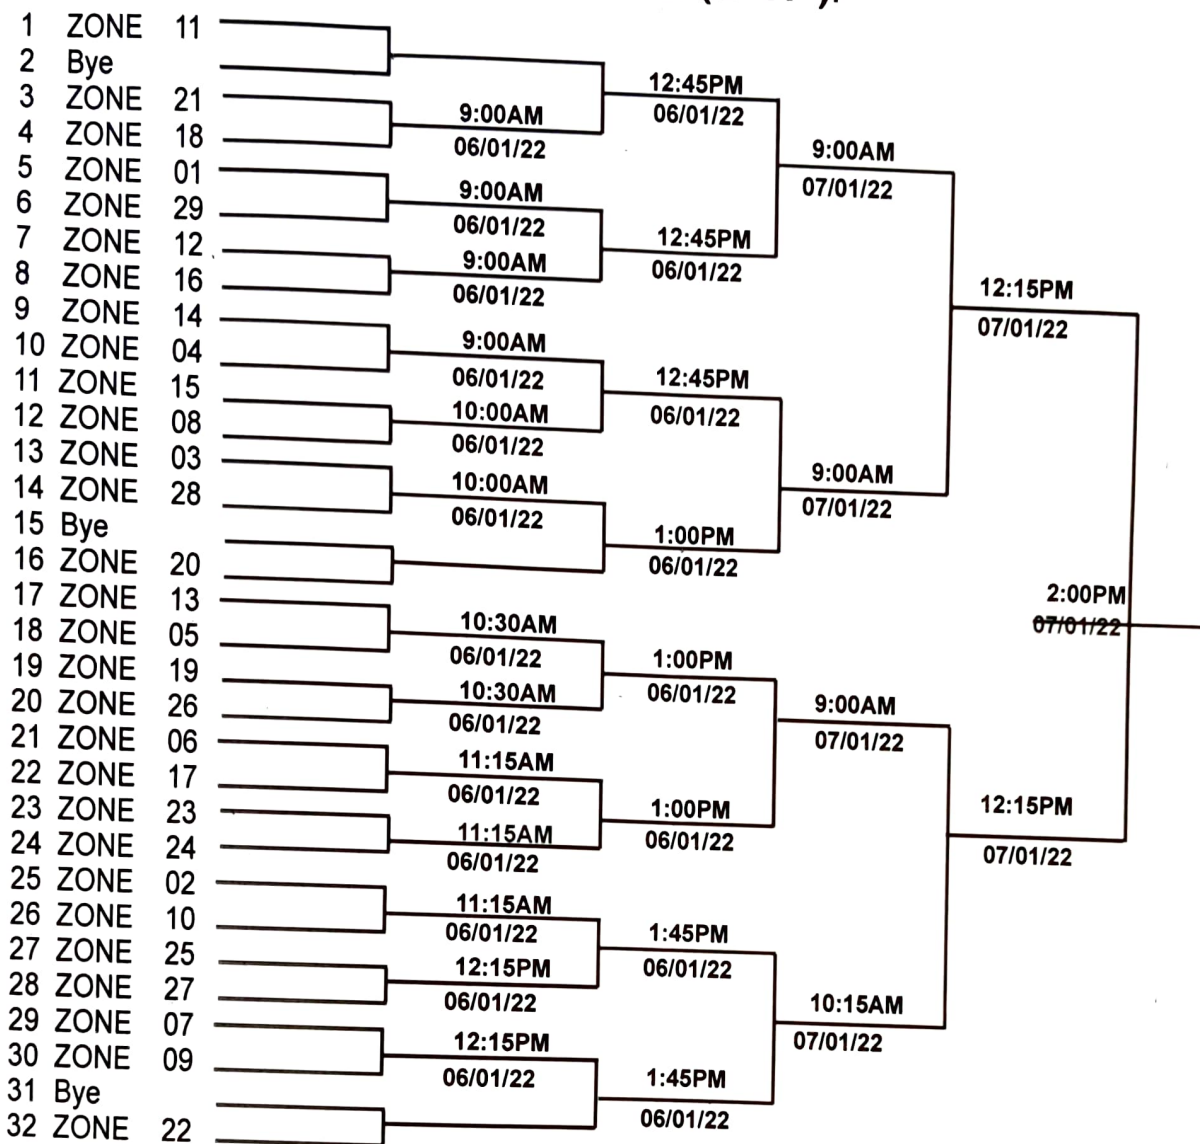 1 ZONE 11
2 Bye
3 ZONE 21
4 ZONE 18
5 ZONE 01
6 ZONE 29
7 ZONE 12
8 ZONE 16
9 ZONE 14
10 ZONE 04
11 ZONE 15
12 ZONE 08
13 ZONE 03
14 ZONE 28
15 Bye
16 ZONE 20
17 ZONE 13
18 ZONE 05
19 ZONE 19
20 ZONE 26
21 ZONE 06
22 ZONE 17
23 ZONE 23
24 ZONE 24
25 ZONE 02
26 ZONE 10
27 ZONE 25
28 ZONE 27
29 ZONE 07
30 ZONE 09
31 Bye
32 ZONE 22
9:00AM
06/01/22
9:00AM
06/01/22
9:00AM
06/01/22
9:00AM
06/01/22
10:00AM
06/01/22
10:00AM
06/01/22
10:30AM
06/01/22
10:30AM
06/01/22
11:15AM
06/01/22
11:15AM
06/01/22
11:15AM
06/01/22
12:15PM
06/01/22
12:15PM
06/01/22
12:45PM
06/01/22
12:45PM
06/01/22
12:45PM
06/01/22
1:00PM
06/01/22
1:00PM
06/01/22
1:00PM
06/01/22
1:45PM
06/01/22
1:45PM
06/01/22
9:00AM
07/01/22
9:00AM
07/01/22
9:00AM
07/01/22
10:15AM
07/01/22
12:15PM
07/01/22
12:15PM
07/01/22
2:00PM
07/01/22